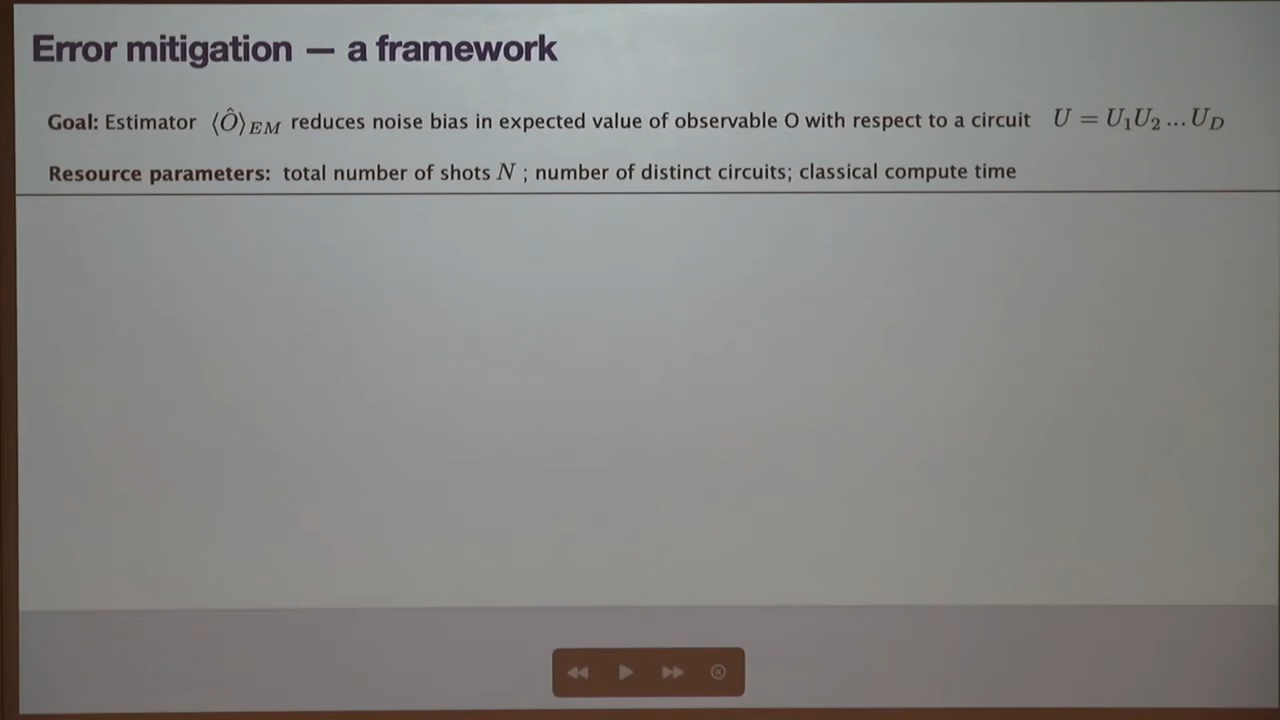 Error mitigation — a framework
Goal: Estimator ⟨Ô⟩_EM reduces noise bias in expected value of observable O with respect to a circuit U = U₁U₂ ... U_D
Resource parameters: total number of shots N ; number of distinct circuits; classical compute time